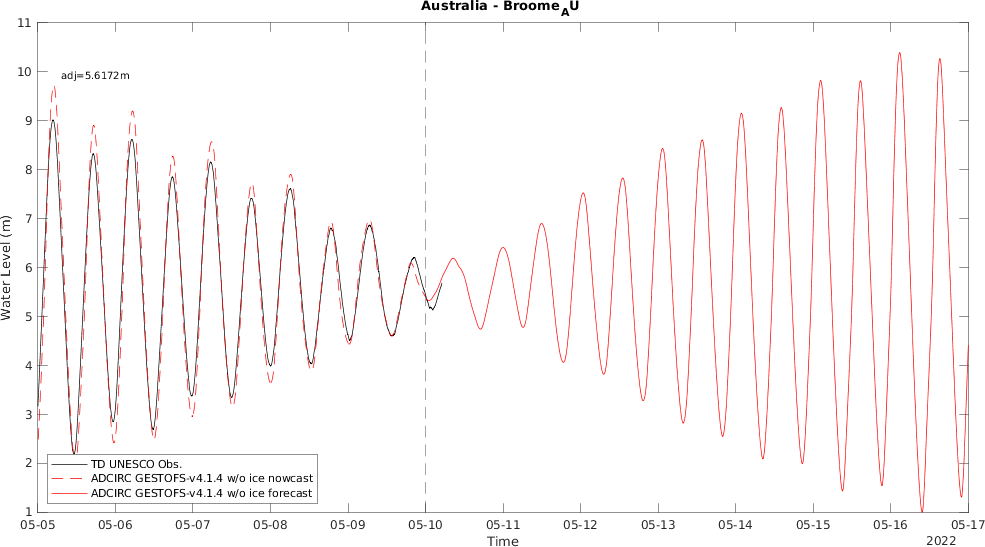 Australia - Broome_AU
adj=5.6172m
11
10
9
8
7
6
5
4
3
2
1
Water Level (m)
TD UNESCO Obs.
ADCIRC GESTOFS-v4.1.4 w/o ice nowcast
ADCIRC GESTOFS-v4.1.4 w/o ice forecast
05-05 05-06 05-07 05-08 05-09 05-10 05-11 05-12 05-13 05-14 05-15 05-16 05-17
Time
2022